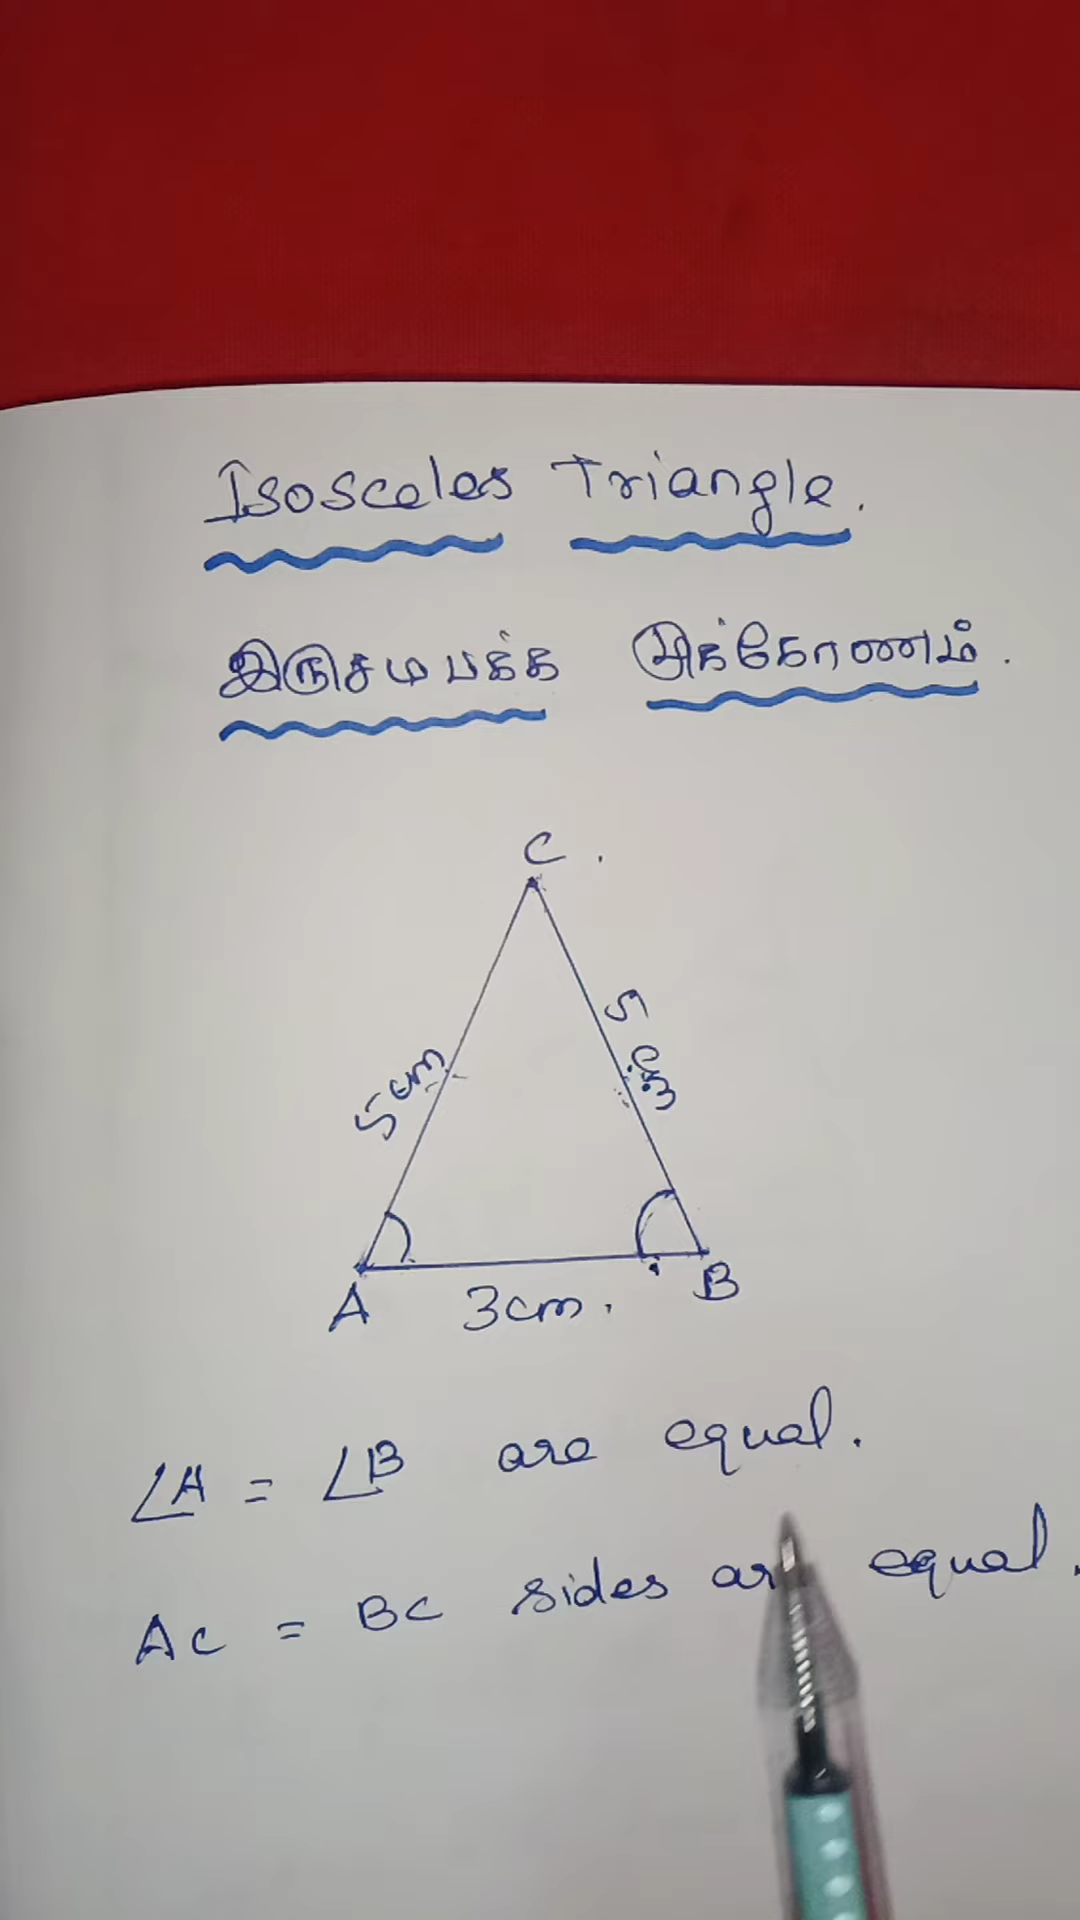 Isosceles Triangle.
இருசமபக்க முக்கோணம்.
C.
5cm
5cm
A
B
3cm.
∠A = ∠B are equal.
AC = BC sides are equal.